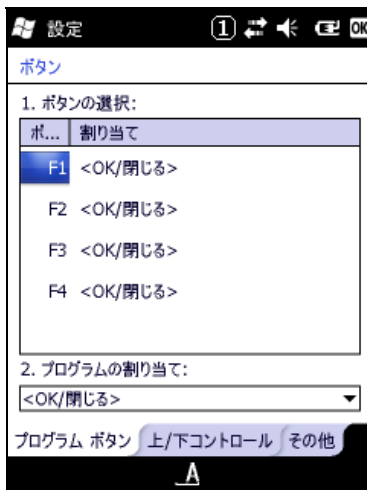 設定 1 OK
ボタン
1. ボタンの選択:
ボ... 割り当て
F1 <OK/閉じる>
F2 <OK/閉じる>
F3 <OK/閉じる>
F4 <OK/閉じる>
2. プログラムの割り当て:
<OK/閉じる>
プログラム ボタン 上/下コントロール その他
A